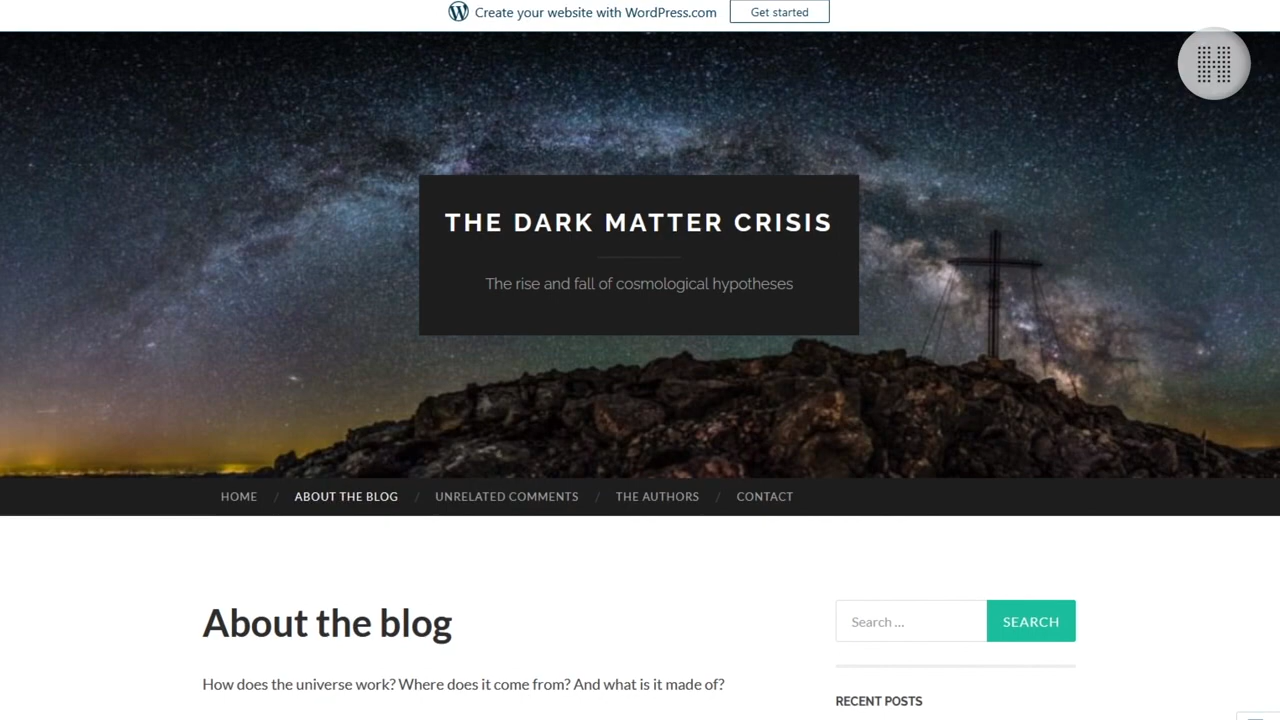 Create your website with WordPress.com
Get started
THE DARK MATTER CRISIS
The rise and fall of cosmological hypotheses
HOME / ABOUT THE BLOG / UNRELATED COMMENTS / THE AUTHORS / CONTACT
About the blog
Search ...
SEARCH
How does the universe work? Where does it come from? And what is it made of?
RECENT POSTS